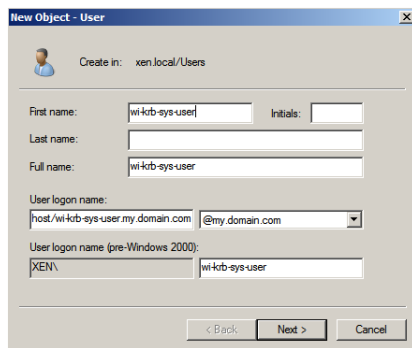 New Object - User
Create in: xen.local/Users
First name: wi-krb-sys-user Initials:
Last name:
Full name: wi-krb-sys-user
User logon name:
host/wi-krb-sys-user.my.domain.com @my.domain.com
User logon name (pre-Windows 2000):
XEN\ wi-krb-sys-user
< Back Next > Cancel